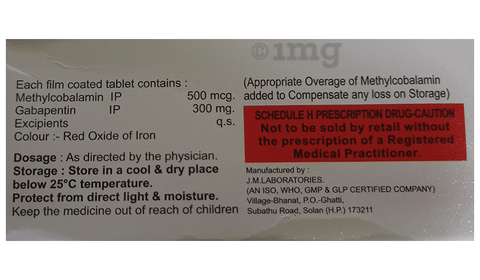 1mg
Each film coated tablet contains :
Methylcobalamin IP 500 mcg.
Gabapentin IP 300 mg.
Excipients q.s.
Colour :- Red Oxide of Iron
Dosage : As directed by the physician.
Storage : Store in a cool & dry place
below 25°C temperature.
Protect from direct light & moisture.
Keep the medicine out of reach of children
(Appropriate Overage of Methylcobalamin
added to Compensate any loss on Storage)
SCHEDULE H PRESCRIPTION DRUG-CAUTION
Not to be sold by retail without
the prescription of a Registered
Medical Practitioner.
Manufactured by :
J.M.LABORATORIES.
(AN ISO, WHO, GMP & GLP CERTIFIED COMPANY)
Village-Bhanat, P.O.-Ghatti,
Subathu Road, Solan (H.P.) 173211